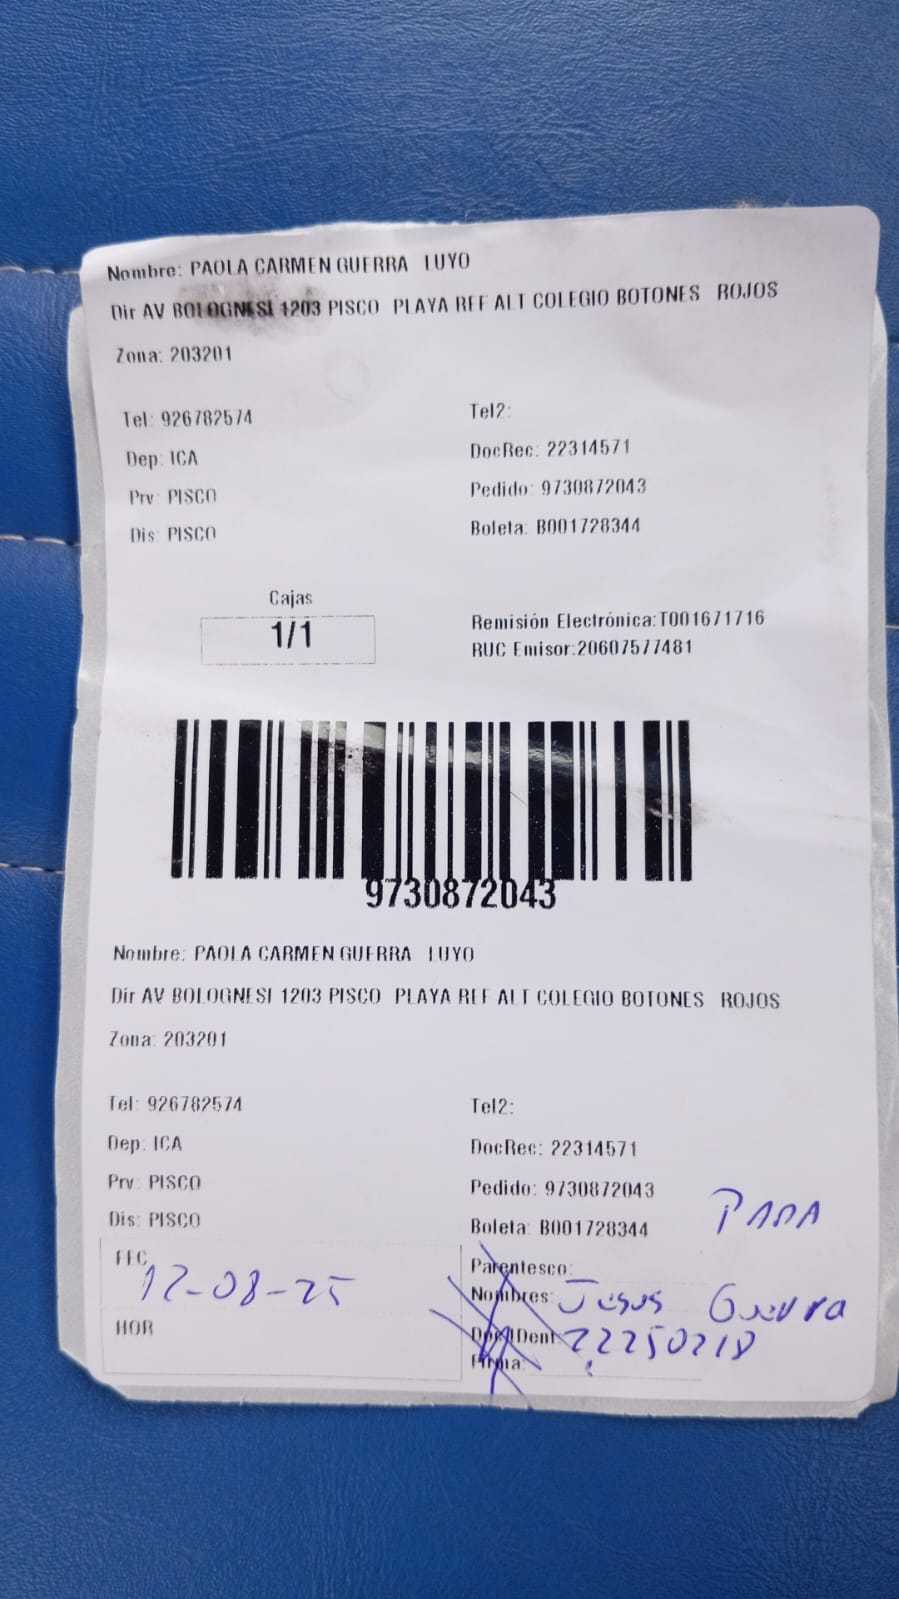 Nombre: PAOLA CARMEN GUERRA LUYO
Dir AV BOLOGNESI 1203 PISCO PLAYA REF ALT COLEGIO BOTONES ROJOS
Zona: 203201
Tel: 926782574 Tel2:
Dep: ICA DocRec: 22314571
Prv: PISCO Pedido: 9730872043
Dis: PISCO Boleta: B001728344
Cajas
1/1
Remisión Electrónica:T001671716
RUC Emisor:20607577481
9730872043
Nombre: PAOLA CARMEN GUERRA LUYO
Dir AV BOLOGNESI 1203 PISCO PLAYA REF ALT COLEGIO BOTONES ROJOS
Zona: 203201
Tel: 926782574 Tel2:
Dep: ICA DocRec: 22314571
Prv: PISCO Pedido: 9730872043
Dis: PISCO Boleta: B001728344
FEC 12-08-25 Parentesco: PAPA
Nombres: Jesus Guerra
HOR Doc IDent: 22250218
Firma: